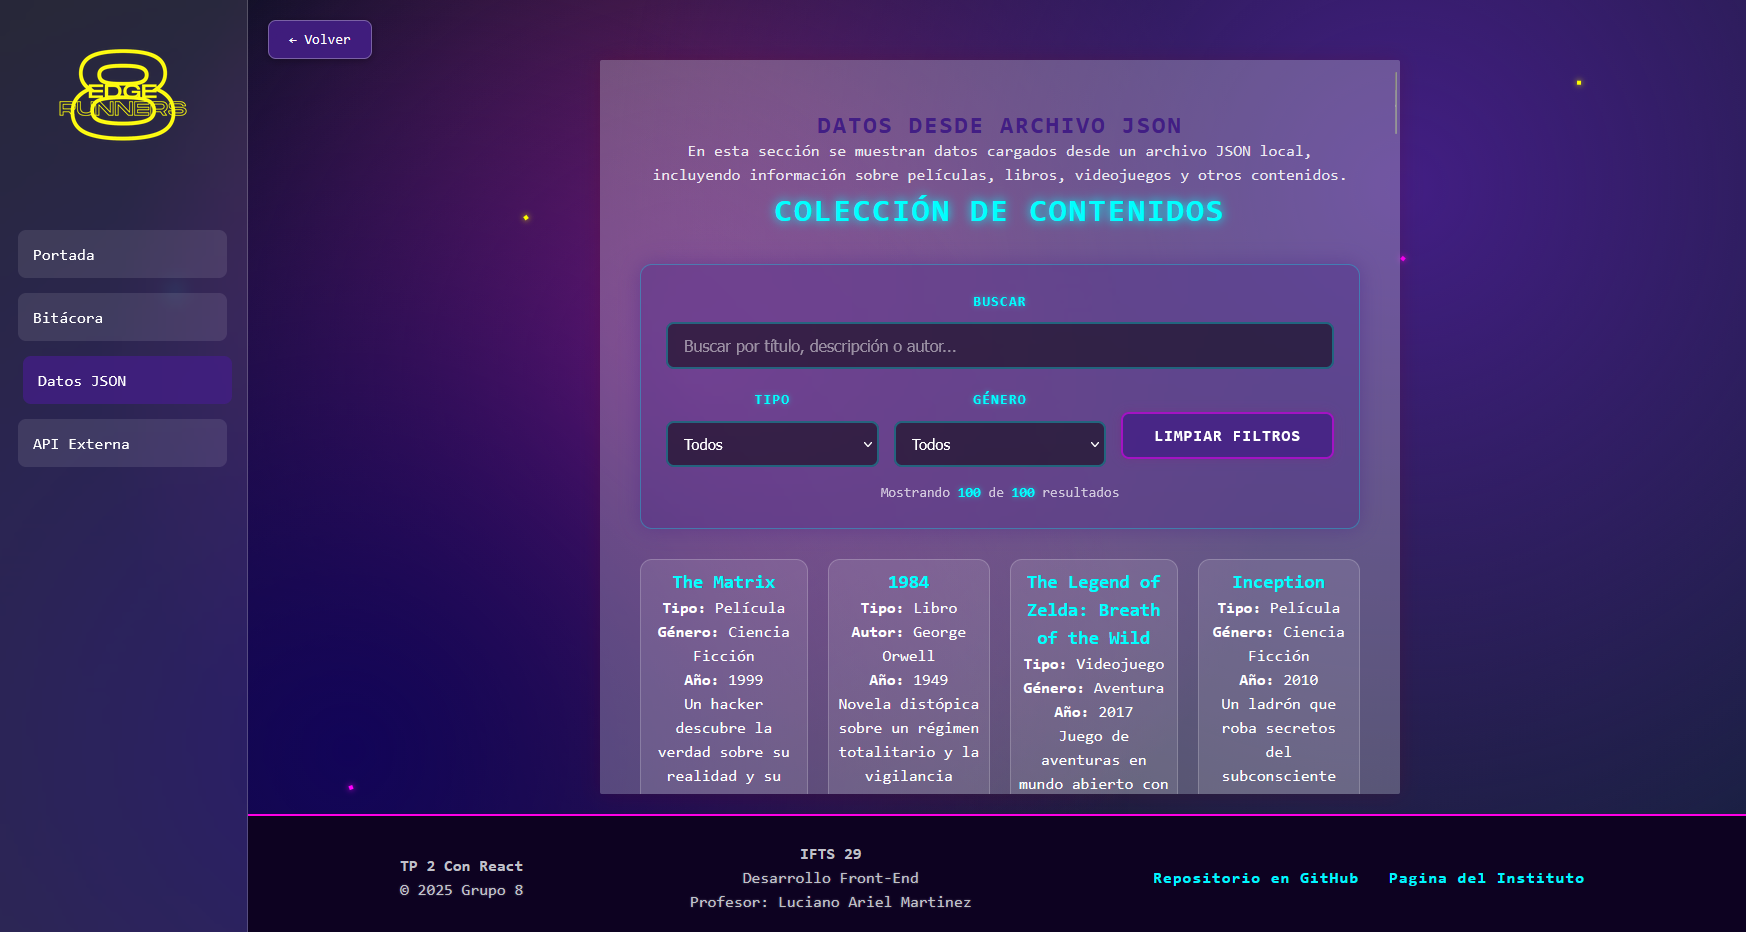 EDGE
RUNNERS
Portada
Bitácora
Datos JSON
API Externa
← Volver
DATOS DESDE ARCHIVO JSON
En esta sección se muestran datos cargados desde un archivo JSON local,
incluyendo información sobre películas, libros, videojuegos y otros contenidos.
COLECCIÓN DE CONTENIDOS
BUSCAR
Buscar por título, descripción o autor...
TIPO
GÉNERO
Todos
Todos
LIMPIAR FILTROS
Mostrando 100 de 100 resultados
The Matrix
Tipo: Película
Género: Ciencia
Ficción
Año: 1999
Un hacker
descubre la
verdad sobre su
realidad y su
1984
Tipo: Libro
Autor: George
Orwell
Año: 1949
Novela distópica
sobre un régimen
totalitario y la
vigilancia
The Legend of
Zelda: Breath
of the Wild
Tipo: Videojuego
Género: Aventura
Año: 2017
Juego de
aventuras en
mundo abierto con
Inception
Tipo: Película
Género: Ciencia
Ficción
Año: 2010
Un ladrón que
roba secretos
del
subconsciente
TP 2 Con React
© 2025 Grupo 8
IFTS 29
Desarrollo Front-End
Profesor: Luciano Ariel Martinez
Repositorio en GitHub
Pagina del Instituto